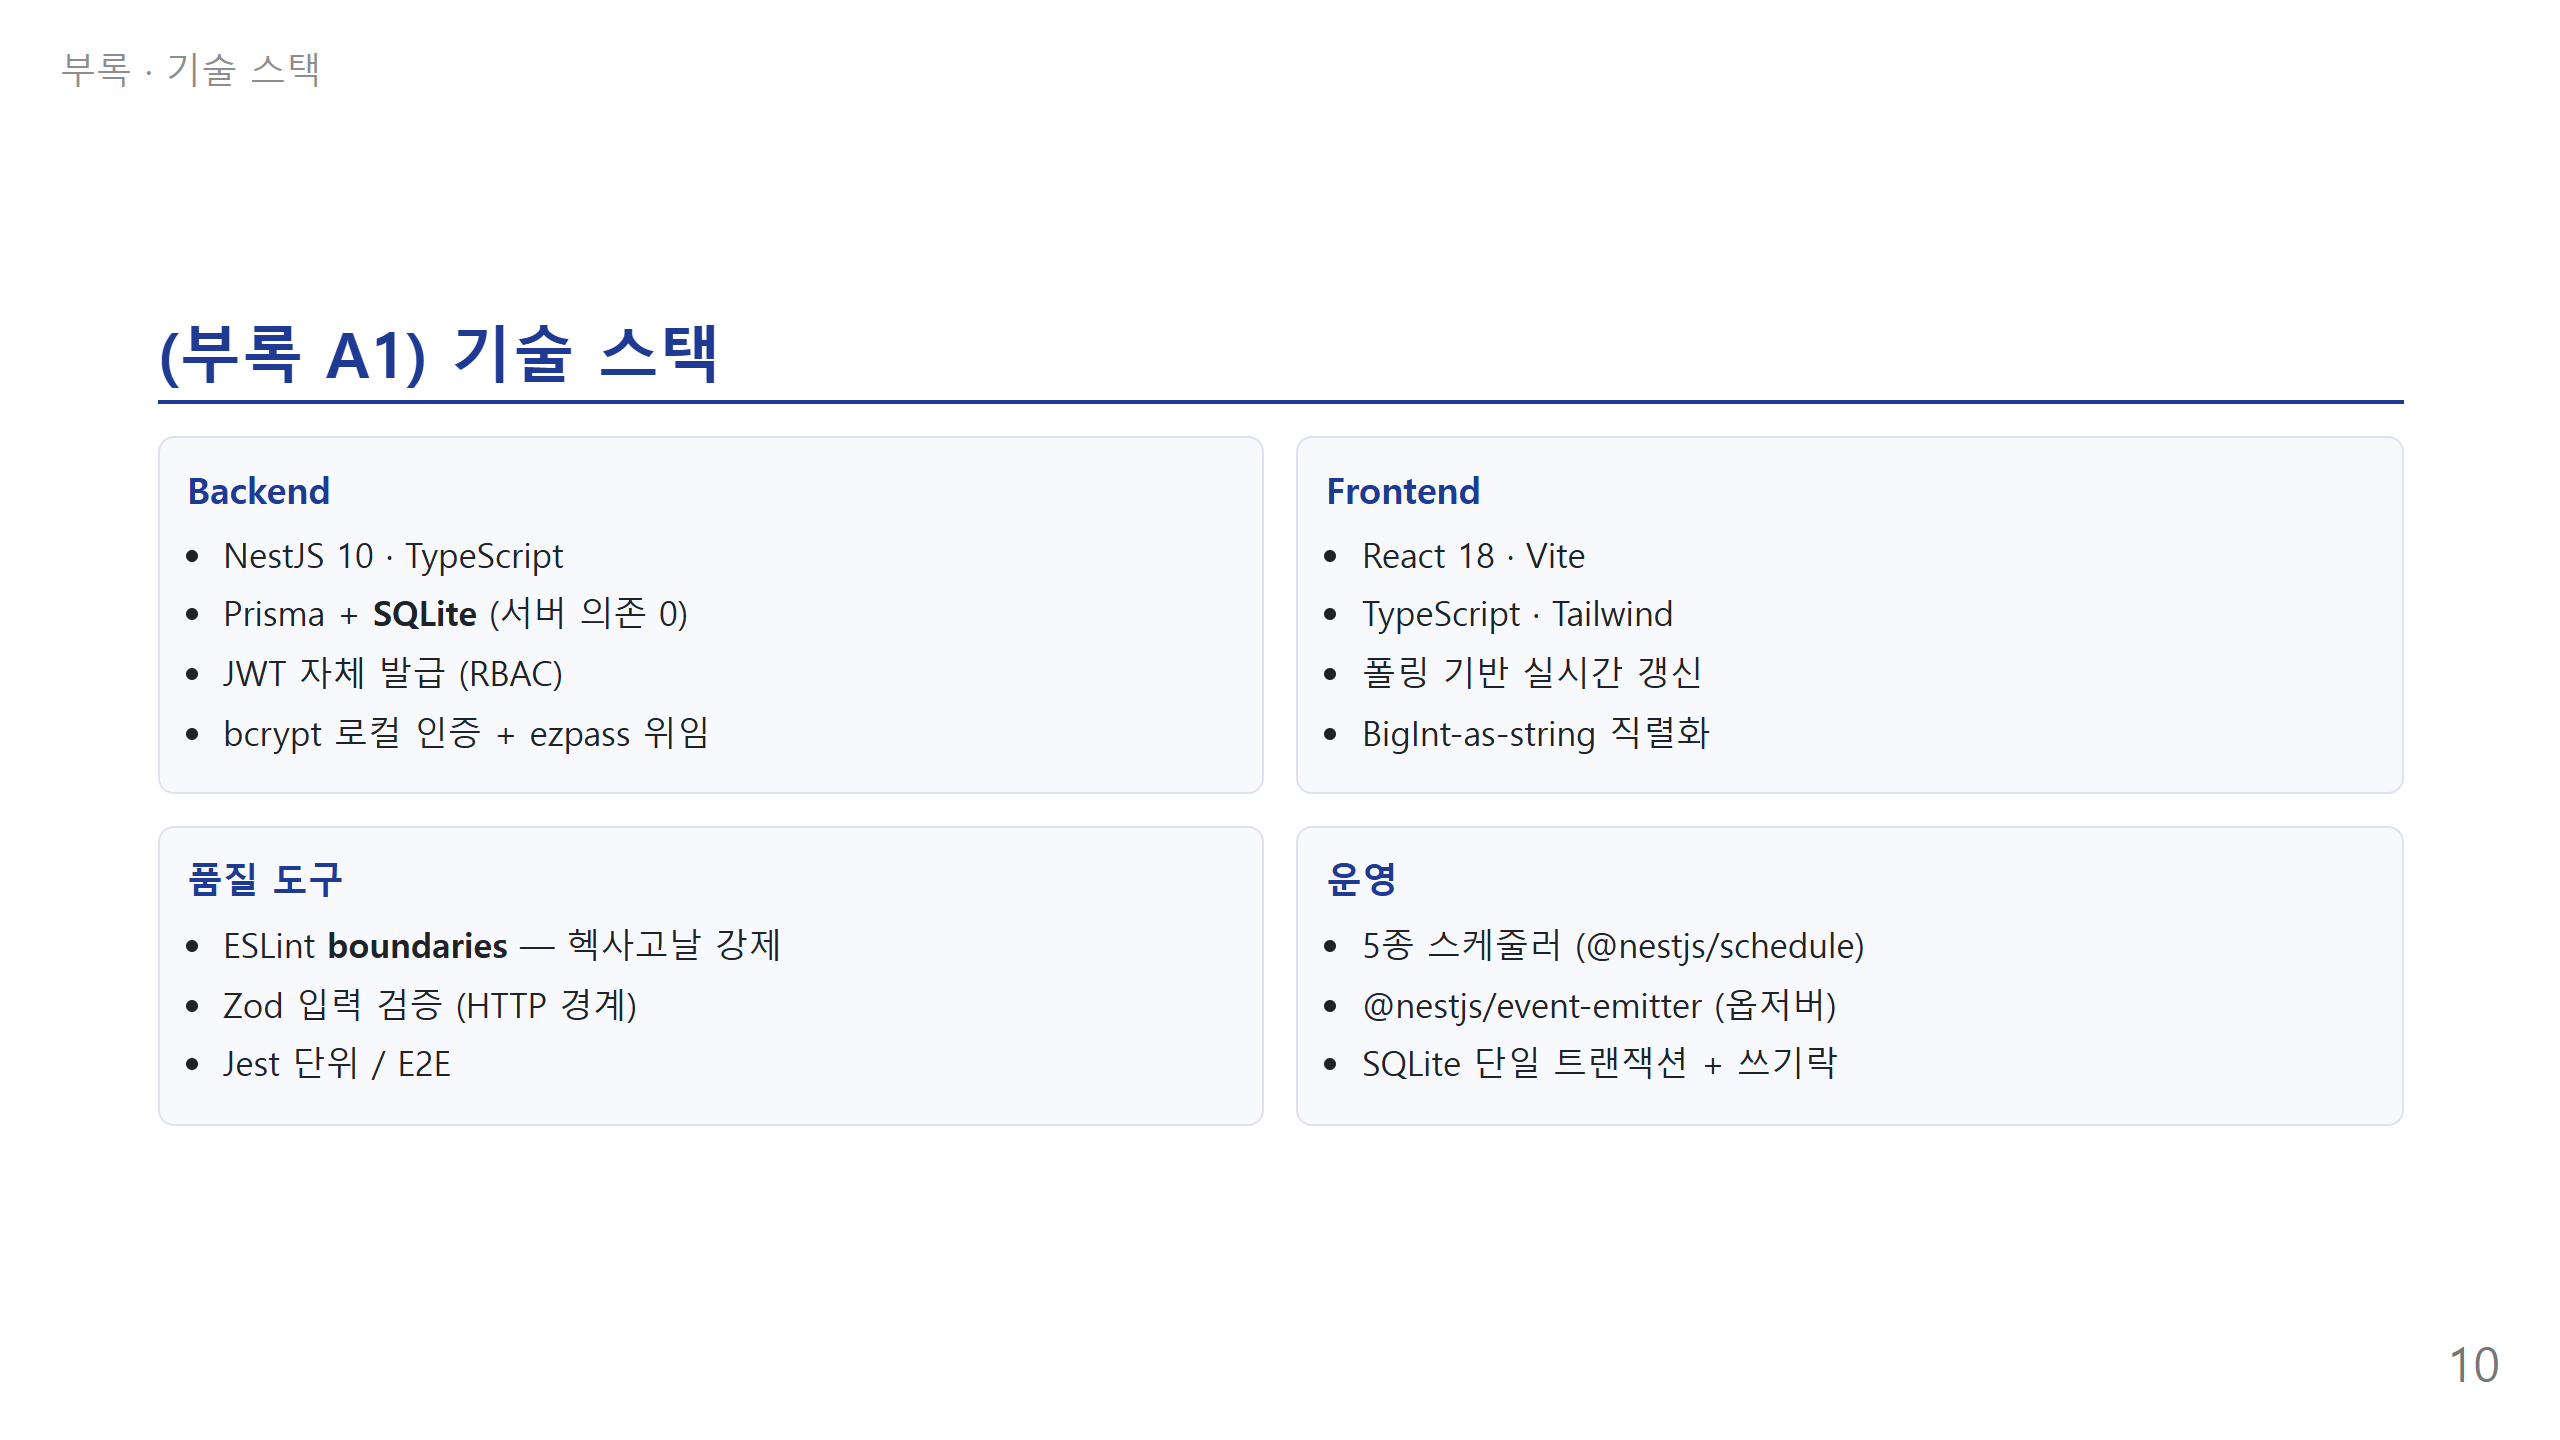 부록 · 기술 스택
(부록 A1) 기술 스택
Backend
• NestJS 10 · TypeScript
• Prisma + SQLite (서버 의존 0)
• JWT 자체 발급 (RBAC)
• bcrypt 로컬 인증 + ezpass 위임
Frontend
• React 18 · Vite
• TypeScript · Tailwind
• 폴링 기반 실시간 갱신
• BigInt-as-string 직렬화
품질 도구
• ESLint boundaries — 헥사고날 강제
• Zod 입력 검증 (HTTP 경계)
• Jest 단위 / E2E
운영
• 5종 스케줄러 (@nestjs/schedule)
• @nestjs/event-emitter (옵저버)
• SQLite 단일 트랜잭션 + 쓰기락
10